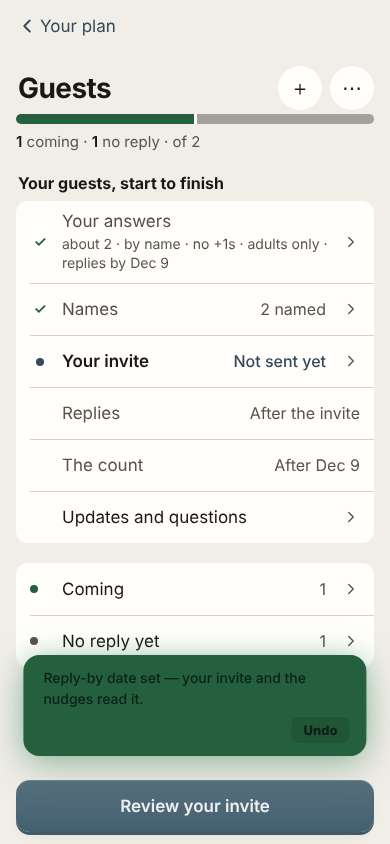 Your plan
Guests
+ ···
1 coming · 1 no reply · of 2
Your guests, start to finish
Your answers
about 2 · by name · no +1s · adults only ·
replies by Dec 9
Names 2 named
Your invite Not sent yet
Replies After the invite
The count After Dec 9
Updates and questions
Coming 1
No reply yet 1
Reply-by date set — your invite and the
nudges read it.
Undo
Review your invite